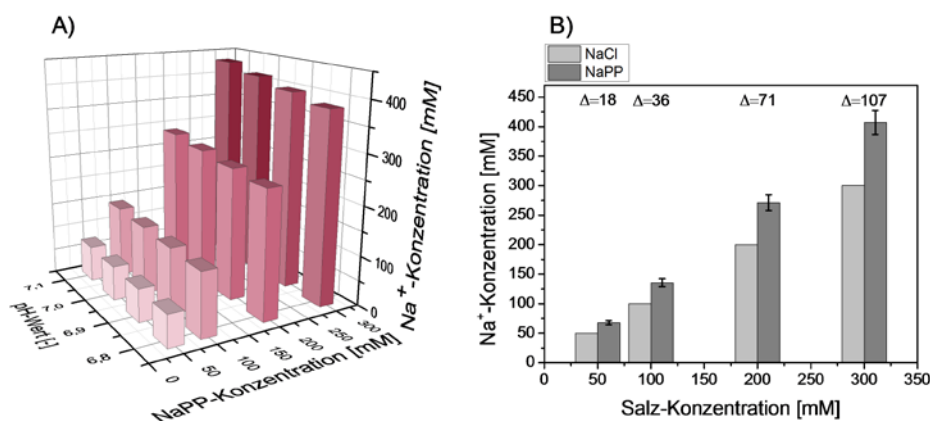 A)
400
300
200
100
0
Na⁺-Konzentration [mM]
7,1
7,0
6,9
6,8
pH-Wert [-]
0
50
100
150
200
250
300
NaPP-Konzentration [mM]
B)
NaCl
NaPP
Δ=18 Δ=36 Δ=71 Δ=107
450
400
350
300
250
200
150
100
50
0
Na⁺-Konzentration [mM]
0 50 100 150 200 250 300 350
Salz-Konzentration [mM]